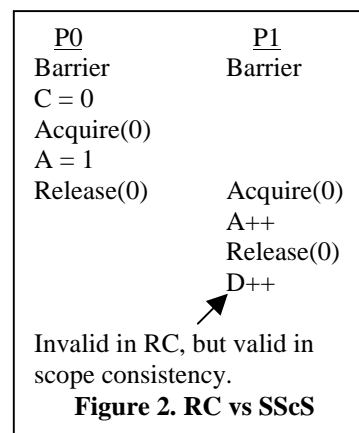 P0 P1
Barrier Barrier
C = 0
Acquire(0)
A = 1
Release(0) Acquire(0)
A++
Release(0)
D++
Invalid in RC, but valid in
scope consistency.
Figure 2. RC vs SScS